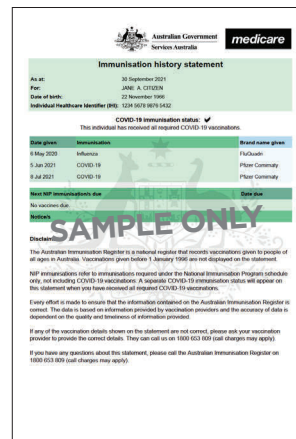 Australian Government
Services Australia
medicare
Immunisation history statement
As at: 30 September 2021
For: JANE A. CITIZEN
Date of birth: 22 November 1966
Individual Healthcare Identifier (IHI): 1234 5678 9876 5432
COVID-19 immunisation status: ✔
This individual has received all required COVID-19 vaccinations.
Date given Immunisation Brand name given
6 May 2020 Influenza FluQuadri
5 Jun 2021 COVID-19 Pfizer Comirnaty
8 Jul 2021 COVID-19 Pfizer Comirnaty
Next NIP immunisation/s due Date due
No vaccines due.
Notice/s
SAMPLE ONLY
Disclaimer
The Australian Immunisation Register is a national register that records vaccinations given to people of
all ages in Australia. Vaccinations given before 1 January 1996 are not displayed on the statement.
NIP immunisations refer to immunisations required under the National Immunisation Program schedule
only, not including COVID-19 vaccinations. A separate COVID-19 immunisation status will appear on
this statement when you have received all required COVID-19 vaccinations.
Every effort is made to ensure that the information contained on the Australian Immunisation Register is
correct. The data is based on information provided by vaccination providers and the accuracy of data is
dependent on the quality and timeliness of information provided.
If any of the vaccination details shown on the statement are not correct, please ask your vaccination
provider to provide the correct details. They can call us on 1800 653 809 (call charges may apply).
If you have any questions about this statement, please call the Australian Immunisation Register on
1800 653 809 (call charges may apply).